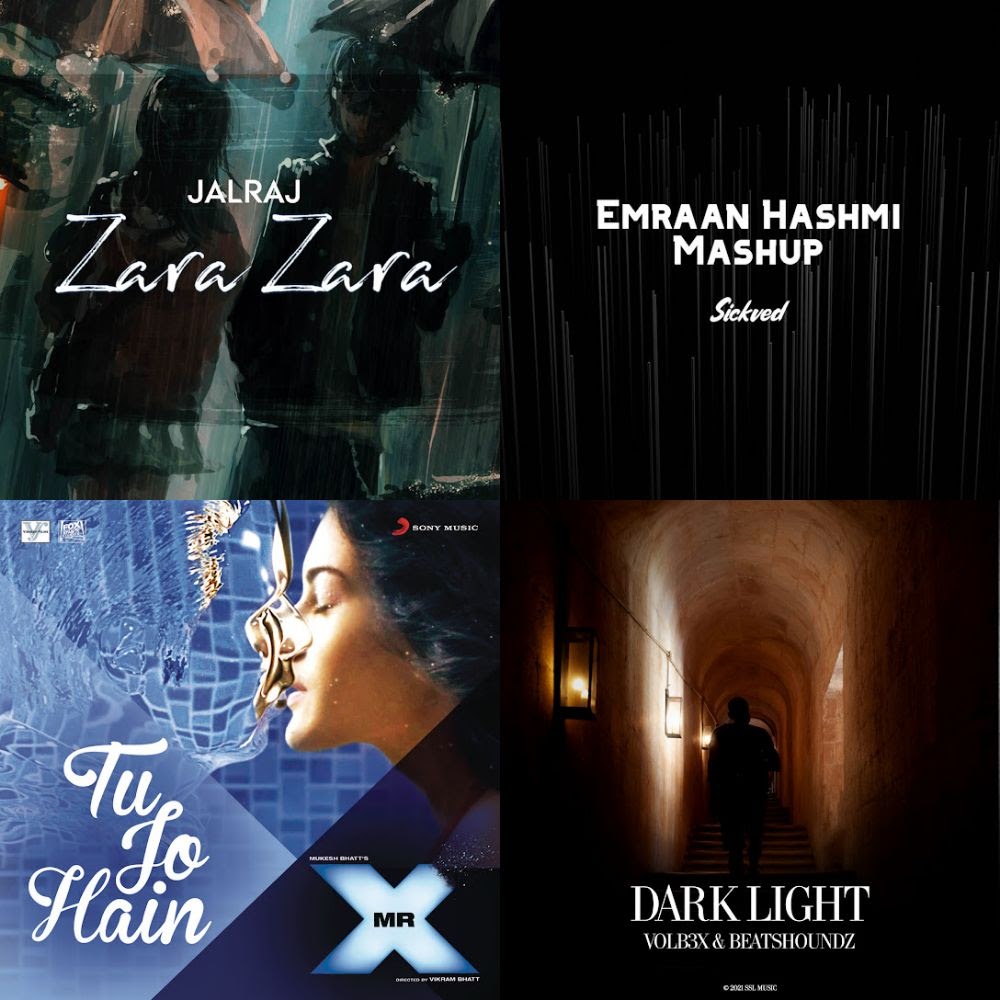 JALRAJ
Zara Zara
EMRAAN HASHMI
MASHUP
Sickved
SONY MUSIC
Tu
Jo
Hain
MUKESH BHATT'S
MR X
DIRECTED BY VIKRAM BHATT
DARK LIGHT
VOLB3X & BEATSHOUNDZ
© 2021 SSL MUSIC